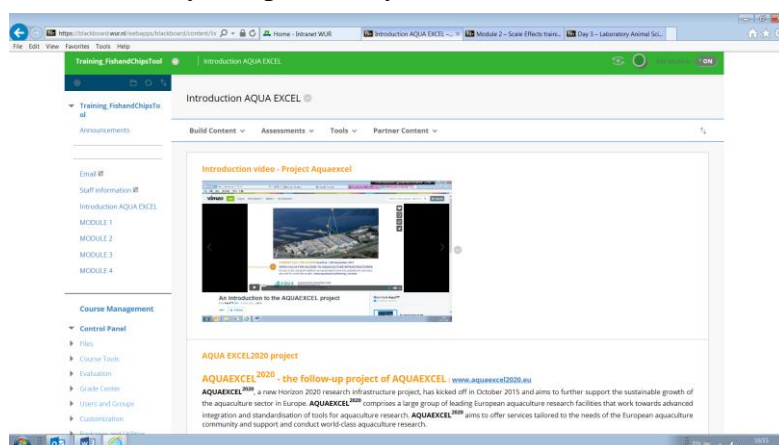 https://blackboard.wur.nl/webapps/blackboard/content/lis
Home - Intranet WUR
Introduction AQUA EXCEL -...
Module 2 – Scale Effects traini...
Day 3 – Laboratory Animal Sci...
File Edit View Favorites Tools Help
Training_FishandChipsTool
Introduction AQUA EXCEL
ON
Introduction AQUA EXCEL
Training_FishandChipsTo
ol
Announcements
Build Content
Assessments
Tools
Partner Content
Email
Staff information
Introduction AQUA EXCEL
MODULE 1
MODULE 2
MODULE 3
MODULE 4
Introduction video - Project Aquaexcel
vimeo
An introduction to the AQUAEXCEL project
Course Management
Control Panel
Files
Course Tools
Evaluation
Grade Center
Users and Groups
Customization
Packages and Utilities
AQUA EXCEL2020 project
AQUAEXCEL2020 - the follow-up project of AQUAEXCEL: www.aquaexcel2020.eu
AQUAEXCEL2020, a new Horizon 2020 research infrastructure project, has kicked off in October 2015 and aims to further support the sustainable growth of
the aquaculture sector in Europe. AQUAEXCEL2020 comprises a large group of leading European aquaculture research facilities that work towards advanced
integration and standardisation of tools for aquaculture research. AQUAEXCEL2020 aims to offer services tailored to the needs of the European aquaculture
community and support and conduct world-class aquaculture research.
16:55